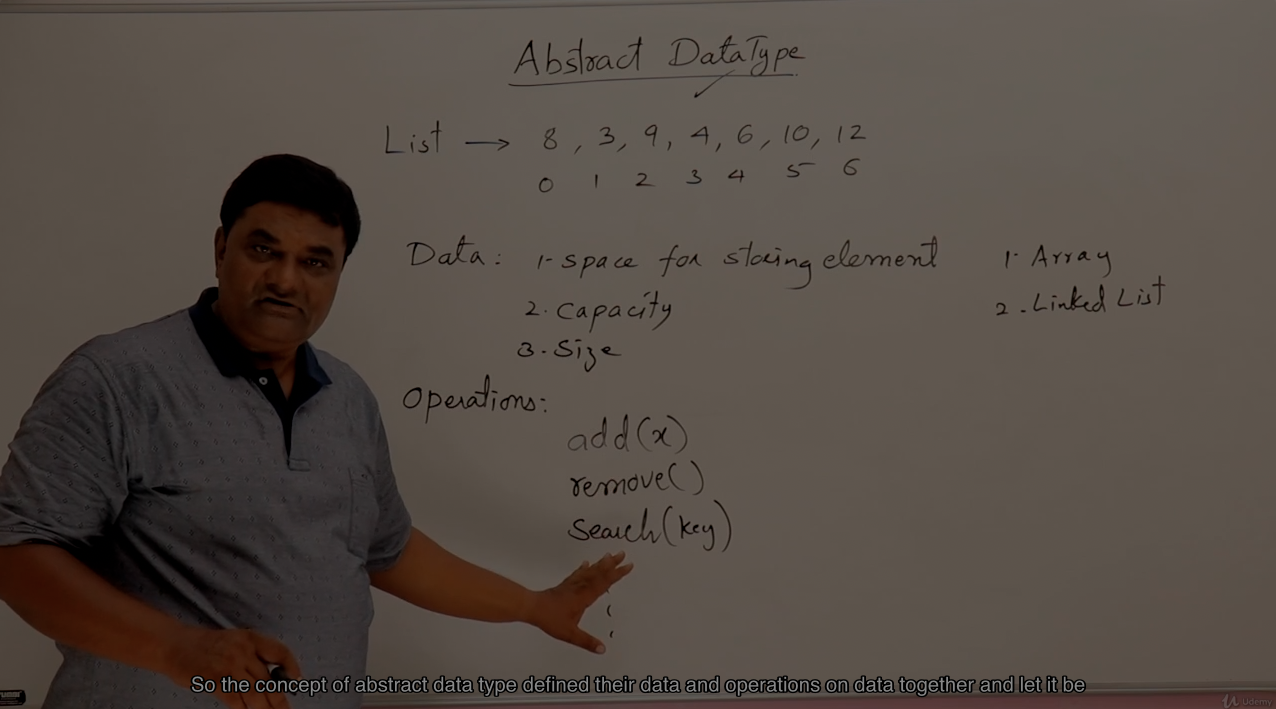 Abstract DataType
List → 8, 3, 9, 4, 6, 10, 12
0 1 2 3 4 5 6
Data: 1- space for storing element
2. Capacity
3. Size
1. Array
2. Linked List
Operations:
add(x)
remove()
search(key)
So the concept of abstract data type defined their data and operations on data together and let it be
Udemy